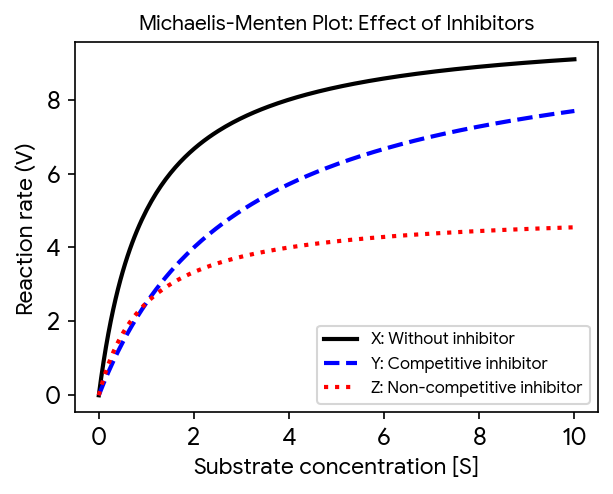 Michaelis-Menten Plot: Effect of Inhibitors
Reaction rate (V)
8
6
4
2
0
X: Without inhibitor
Y: Competitive inhibitor
Z: Non-competitive inhibitor
0 2 4 6 8 10
Substrate concentration [S]